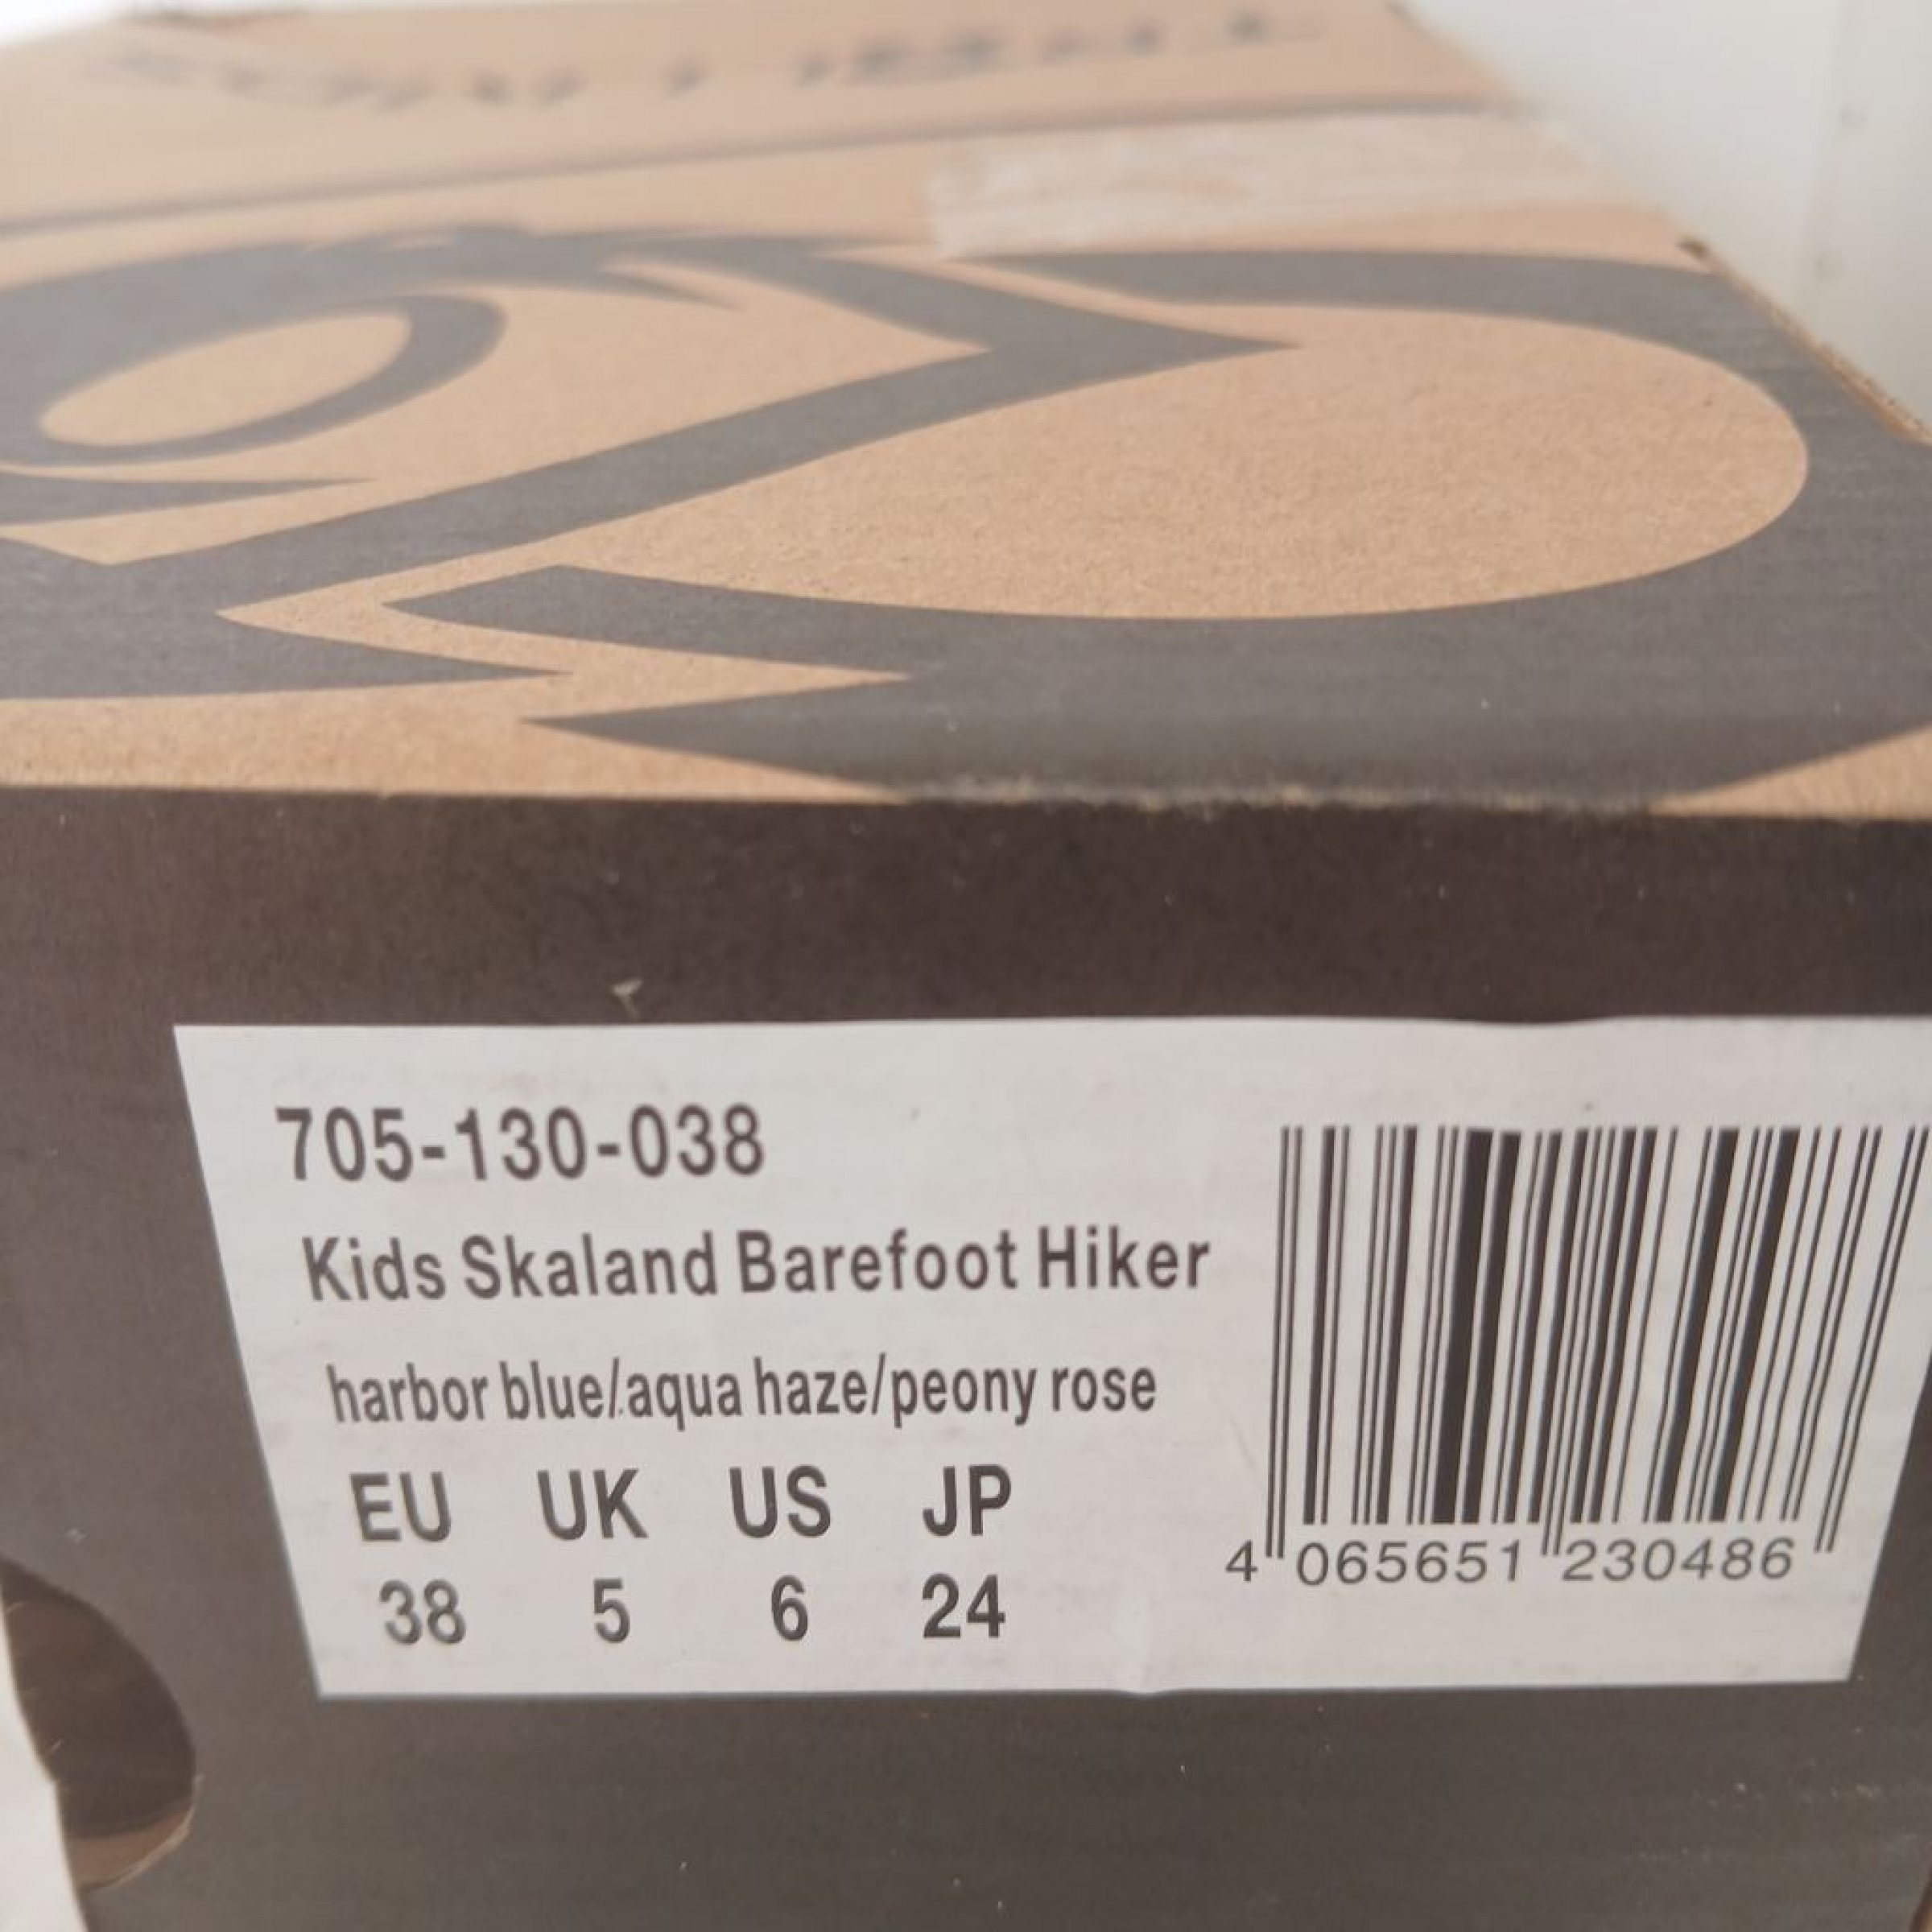 705-130-038
Kids Skaland Barefoot Hiker
harbor blue/aqua haze/peony rose
EU UK US JP
38 5 6 24
4 065651 230486